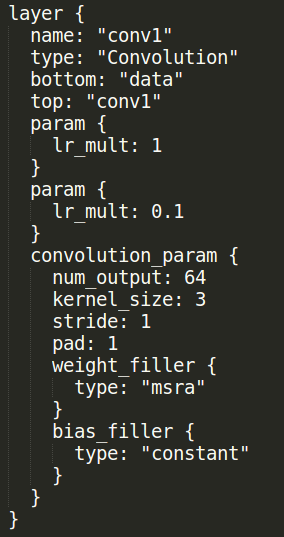 layer {
  name: "conv1"
  type: "Convolution"
  bottom: "data"
  top: "conv1"
  param {
    lr_mult: 1
  }
  param {
    lr_mult: 0.1
  }
  convolution_param {
    num_output: 64
    kernel_size: 3
    stride: 1
    pad: 1
    weight_filler {
      type: "msra"
    }
    bias_filler {
      type: "constant"
    }
  }
}